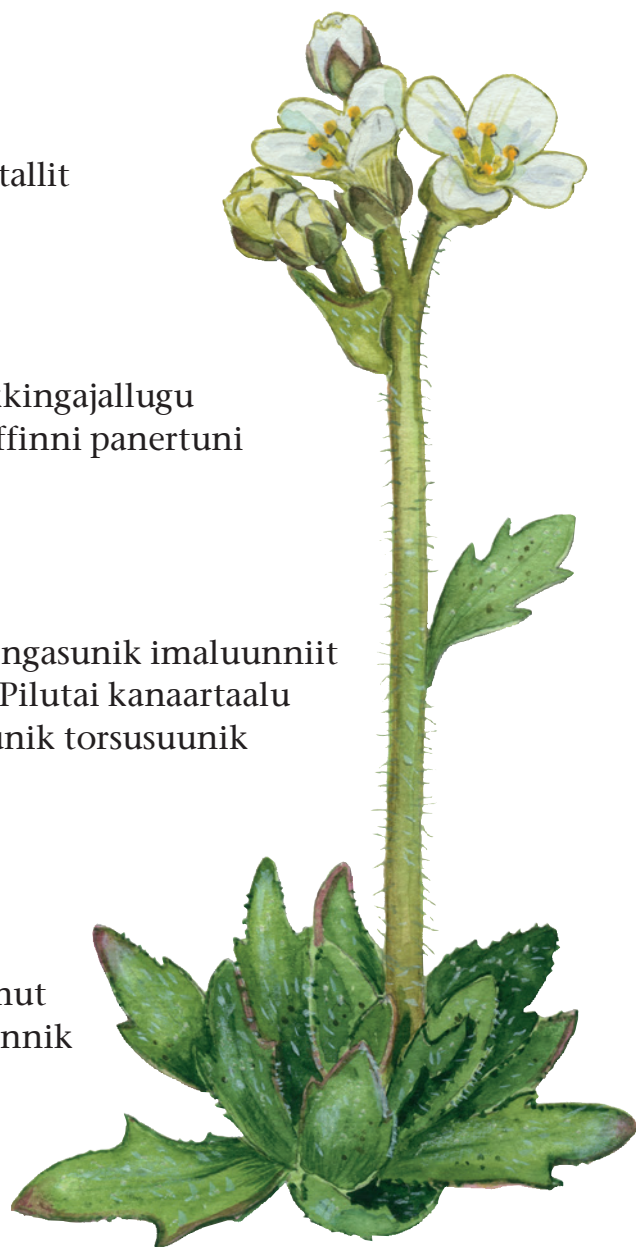 tallit
kingajallugu
ffinni panertuni
ngasunik imaluunniit
Pilutai kanaartaalu
unik torsusuunik
nut
nnik